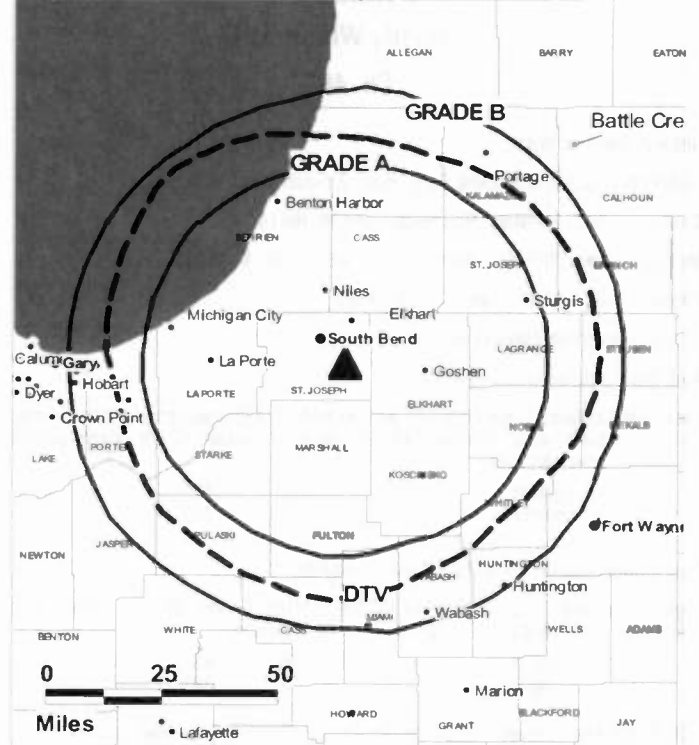 ALLEGAN BARRY EATON
GRADE B
Battle Cre
GRADE A
Portage
KALAMAZOO
CALHOUN
Benton Harbor
BERRIEN CASS
ST. JOSEPH BRANCH
Niles
Sturgis
Michigan City Elkhart
South Bend
Calum Gary La Porte LAGRANGE STEUBEN
Goshen
Dyer Hobart
LAPORTE ST. JOSEPH
ELKHART
Crown Point
NOBLE DEKALB
LAKE PORTER STARKE MARSHALL
KOSCIUSKO
WHITLEY
Fort Wayne
JASPER PULASKI FULTON
NEWTON
HUNTINGTON
WABASH
DTV Huntington
MIAMI Wabash
BENTON WHITE CASS WELLS ADAMS
0 25 50
Miles
Marion
HOWARD GRANT BLACKFORD JAY
Lafayette